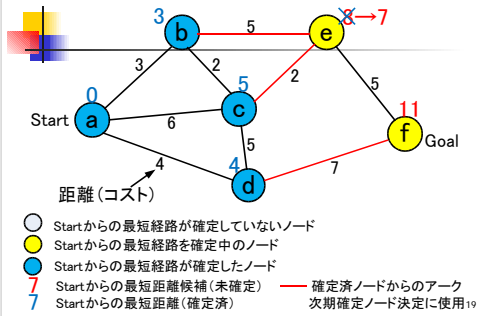 3
b
5
e
8→7
3
2
5
2
0
Start
a
6
c
5
5
11
f
Goal
4
4
d
7
距離(コスト)
Startからの最短経路が確定していないノード
Startからの最短経路を確定中のノード
Startからの最短経路が確定したノード
7 Startからの最短距離候補(未確定)
確定済ノードからのアーク
7 Startからの最短距離(確定済)
次期確定ノード決定に使用19